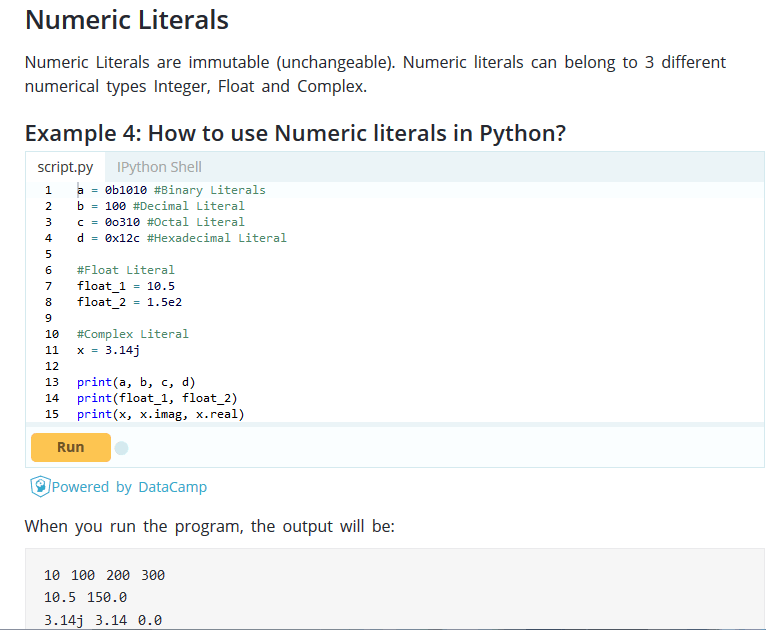 Numeric Literals
Numeric Literals are immutable (unchangeable). Numeric literals can belong to 3 different
numerical types Integer, Float and Complex.
Example 4: How to use Numeric literals in Python?
script.py IPython Shell
1 a = 0b1010 #Binary Literals
2 b = 100 #Decimal Literal
3 c = 0o310 #Octal Literal
4 d = 0x12c #Hexadecimal Literal
5
6 #Float Literal
7 float_1 = 10.5
8 float_2 = 1.5e2
9
10 #Complex Literal
11 x = 3.14j
12
13 print(a, b, c, d)
14 print(float_1, float_2)
15 print(x, x.imag, x.real)
Run
Powered by DataCamp
When you run the program, the output will be:
10 100 200 300
10.5 150.0
3.14j 3.14 0.0